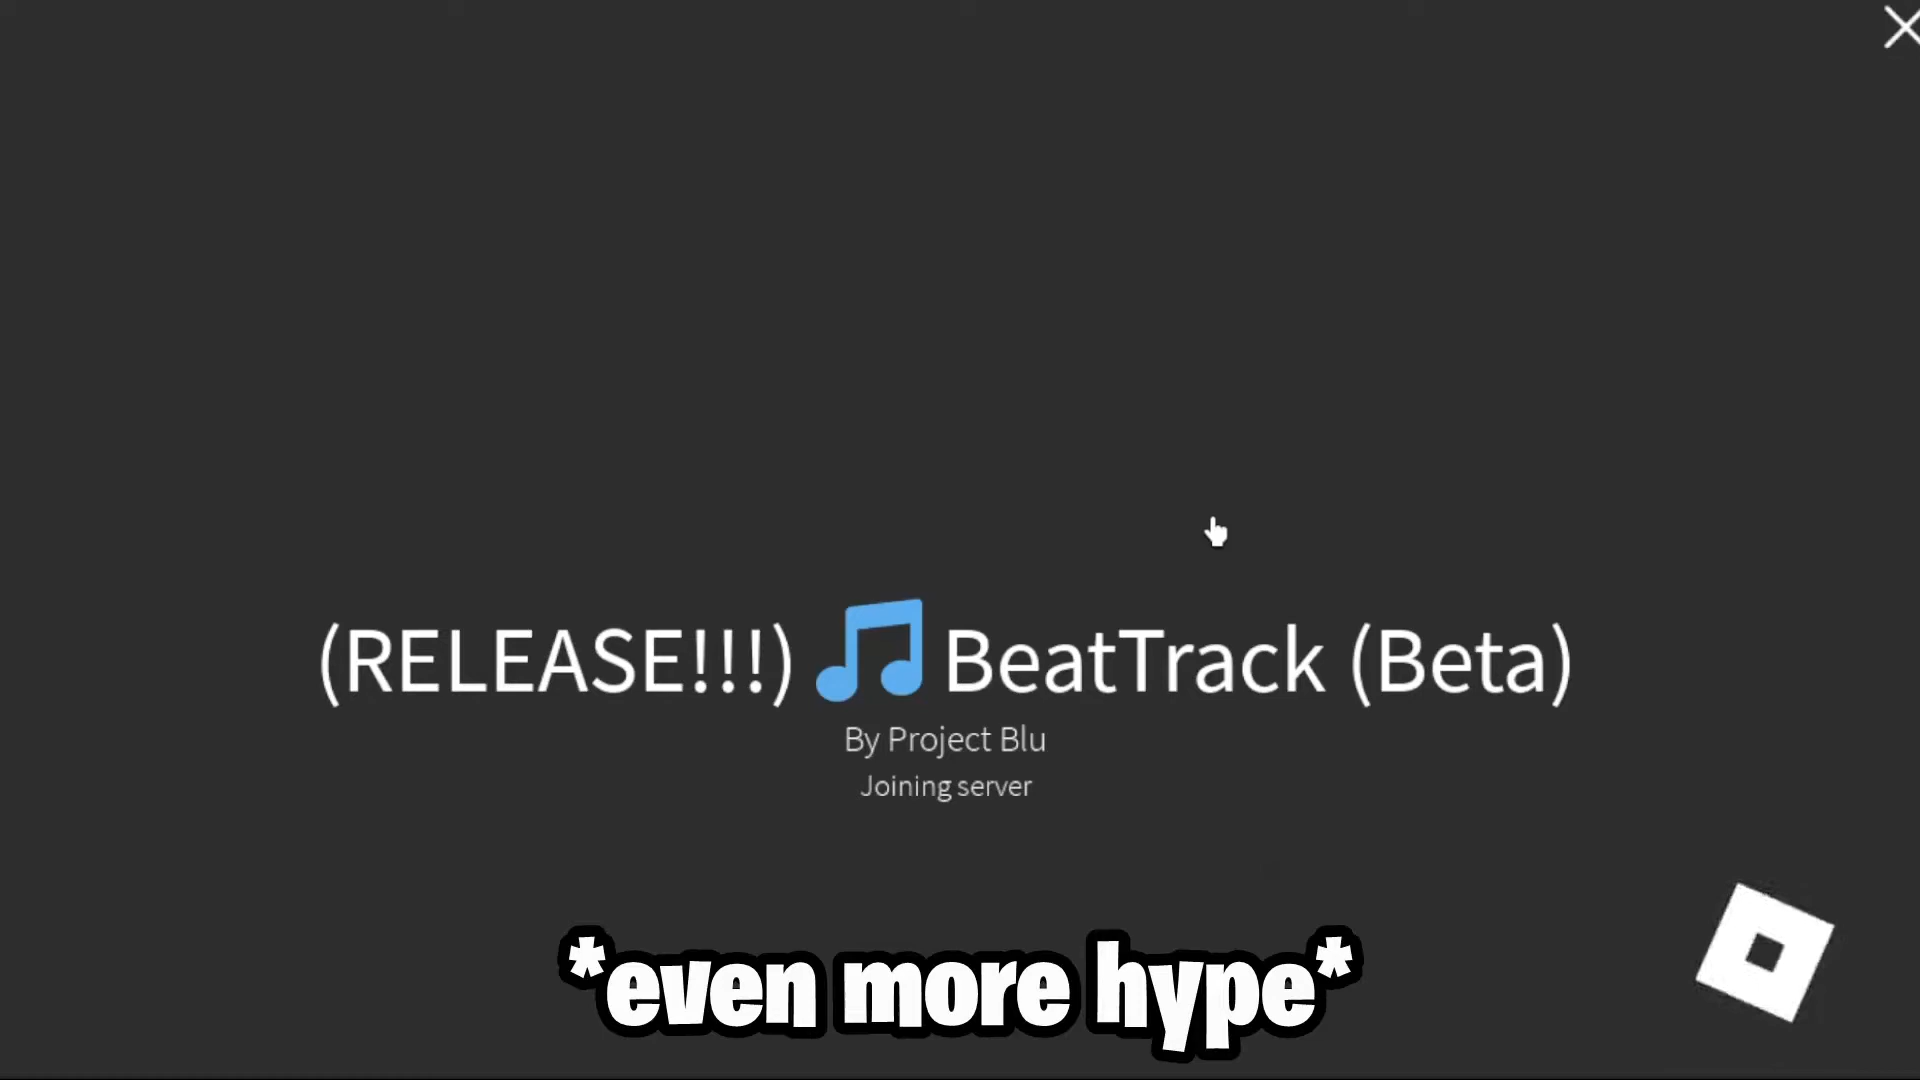 (RELEASE!!!) 🎵 BeatTrack (Beta)
By Project Blu
Joining server
*even more hype*